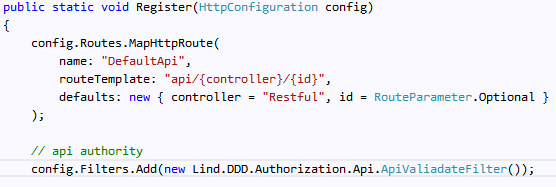 public static void Register(HttpConfiguration config)
{
config.Routes.MapHttpRoute(
name: "DefaultApi",
routeTemplate: "api/{controller}/{id}",
defaults: new { controller = "Restful", id = RouteParameter.Optional }
);
// api authority
config.Filters.Add(new Lind.DDD.Authorization.Api.ApiValiadateFilter());